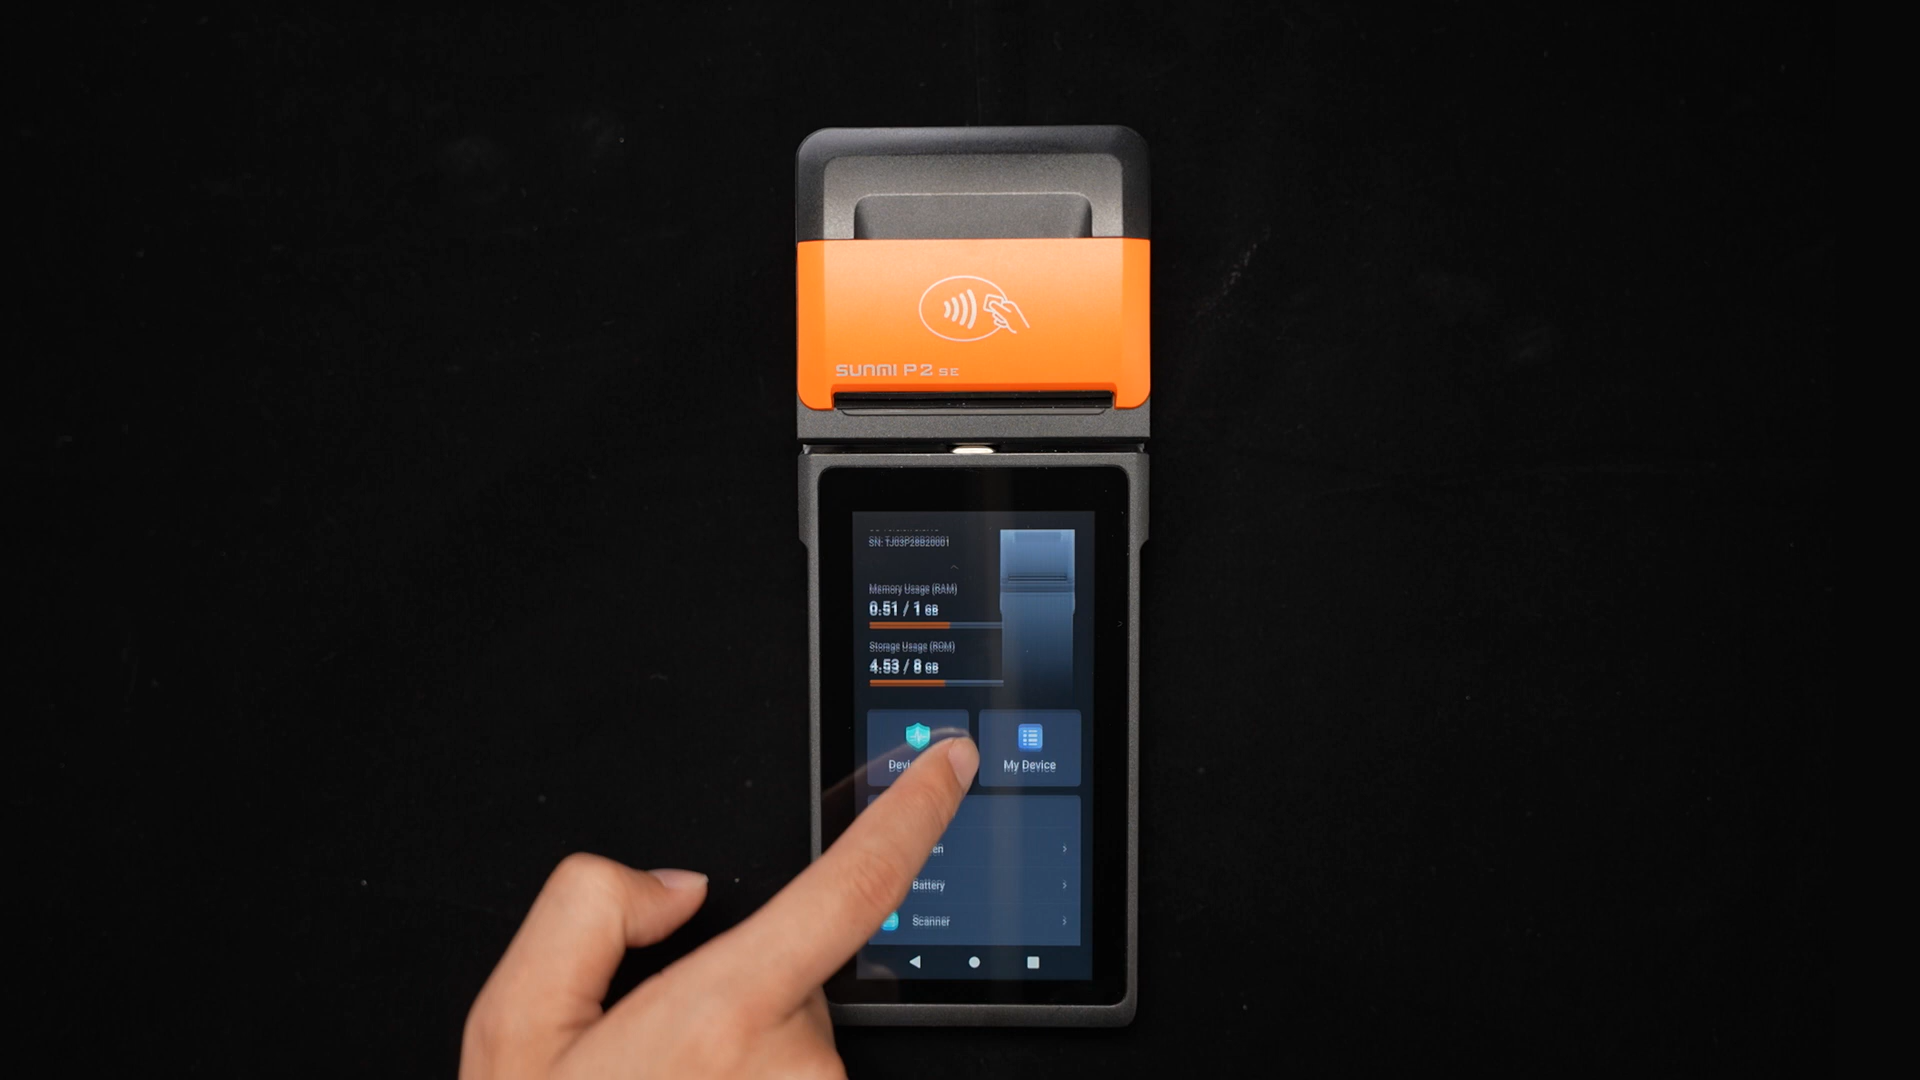 SUNMI P2 SE
SN: TJ03P28B20001
Memory Usage (RAM)
0.51 / 1 GB
Storage Usage (ROM)
4.53 / 8 GB
My Device
Battery
Scanner